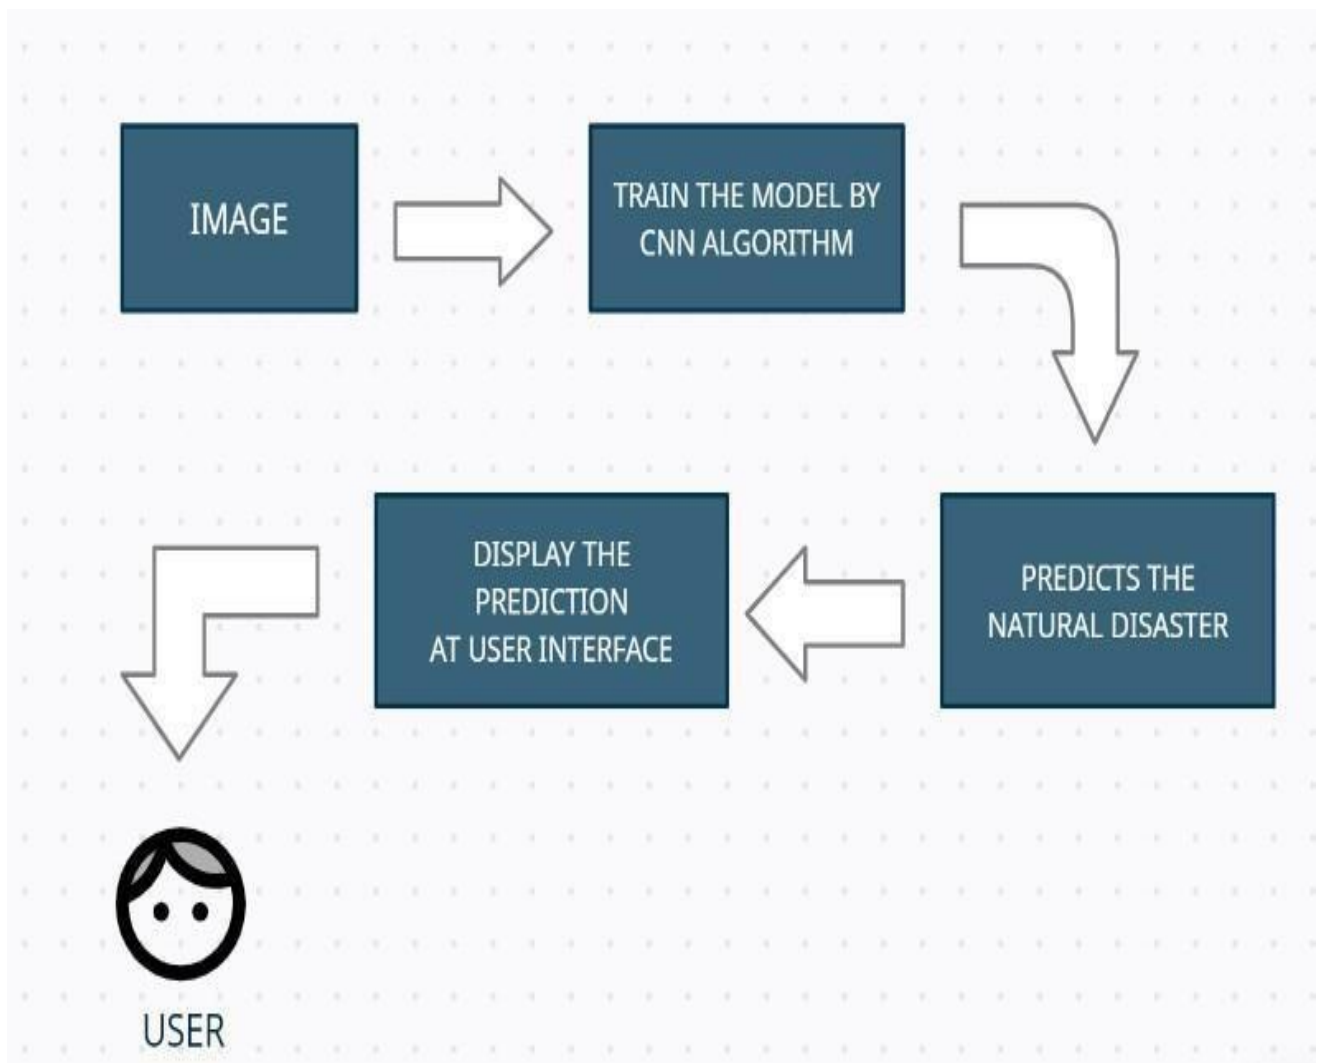 IMAGE
TRAIN THE MODEL BY
CNN ALGORITHM
PREDICTS THE
NATURAL DISASTER
DISPLAY THE
PREDICTION
AT USER INTERFACE
USER